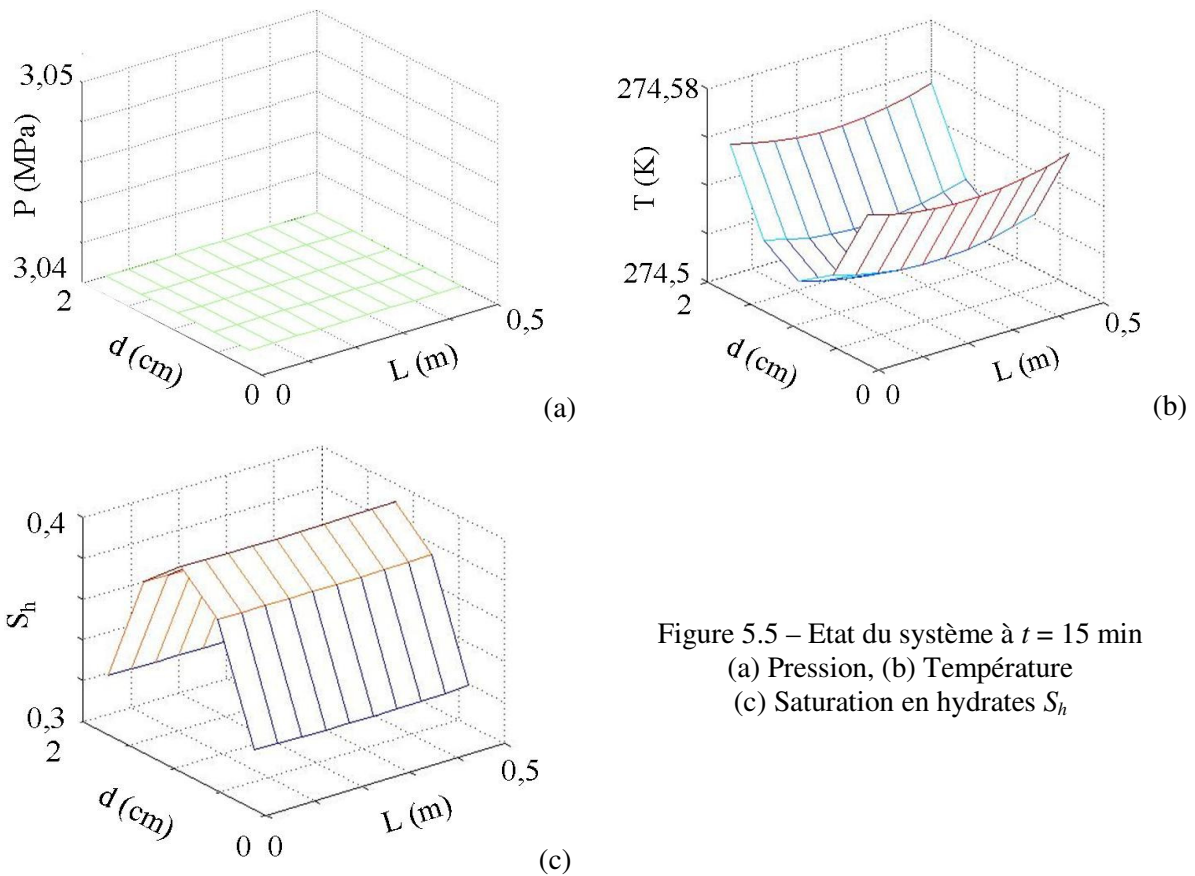 3,05
P (MPa)
3,04
2
d (cm)
0 0
L (m)
0,5
(a)
274,58
T (K)
274,5
2
d (cm)
0 0
L (m)
0,5
(b)
0,4
Sh
0,3
2
d (cm)
0 0
L (m)
0,5
(c)
Figure 5.5 – Etat du système à t = 15 min
(a) Pression, (b) Température
(c) Saturation en hydrates Sh